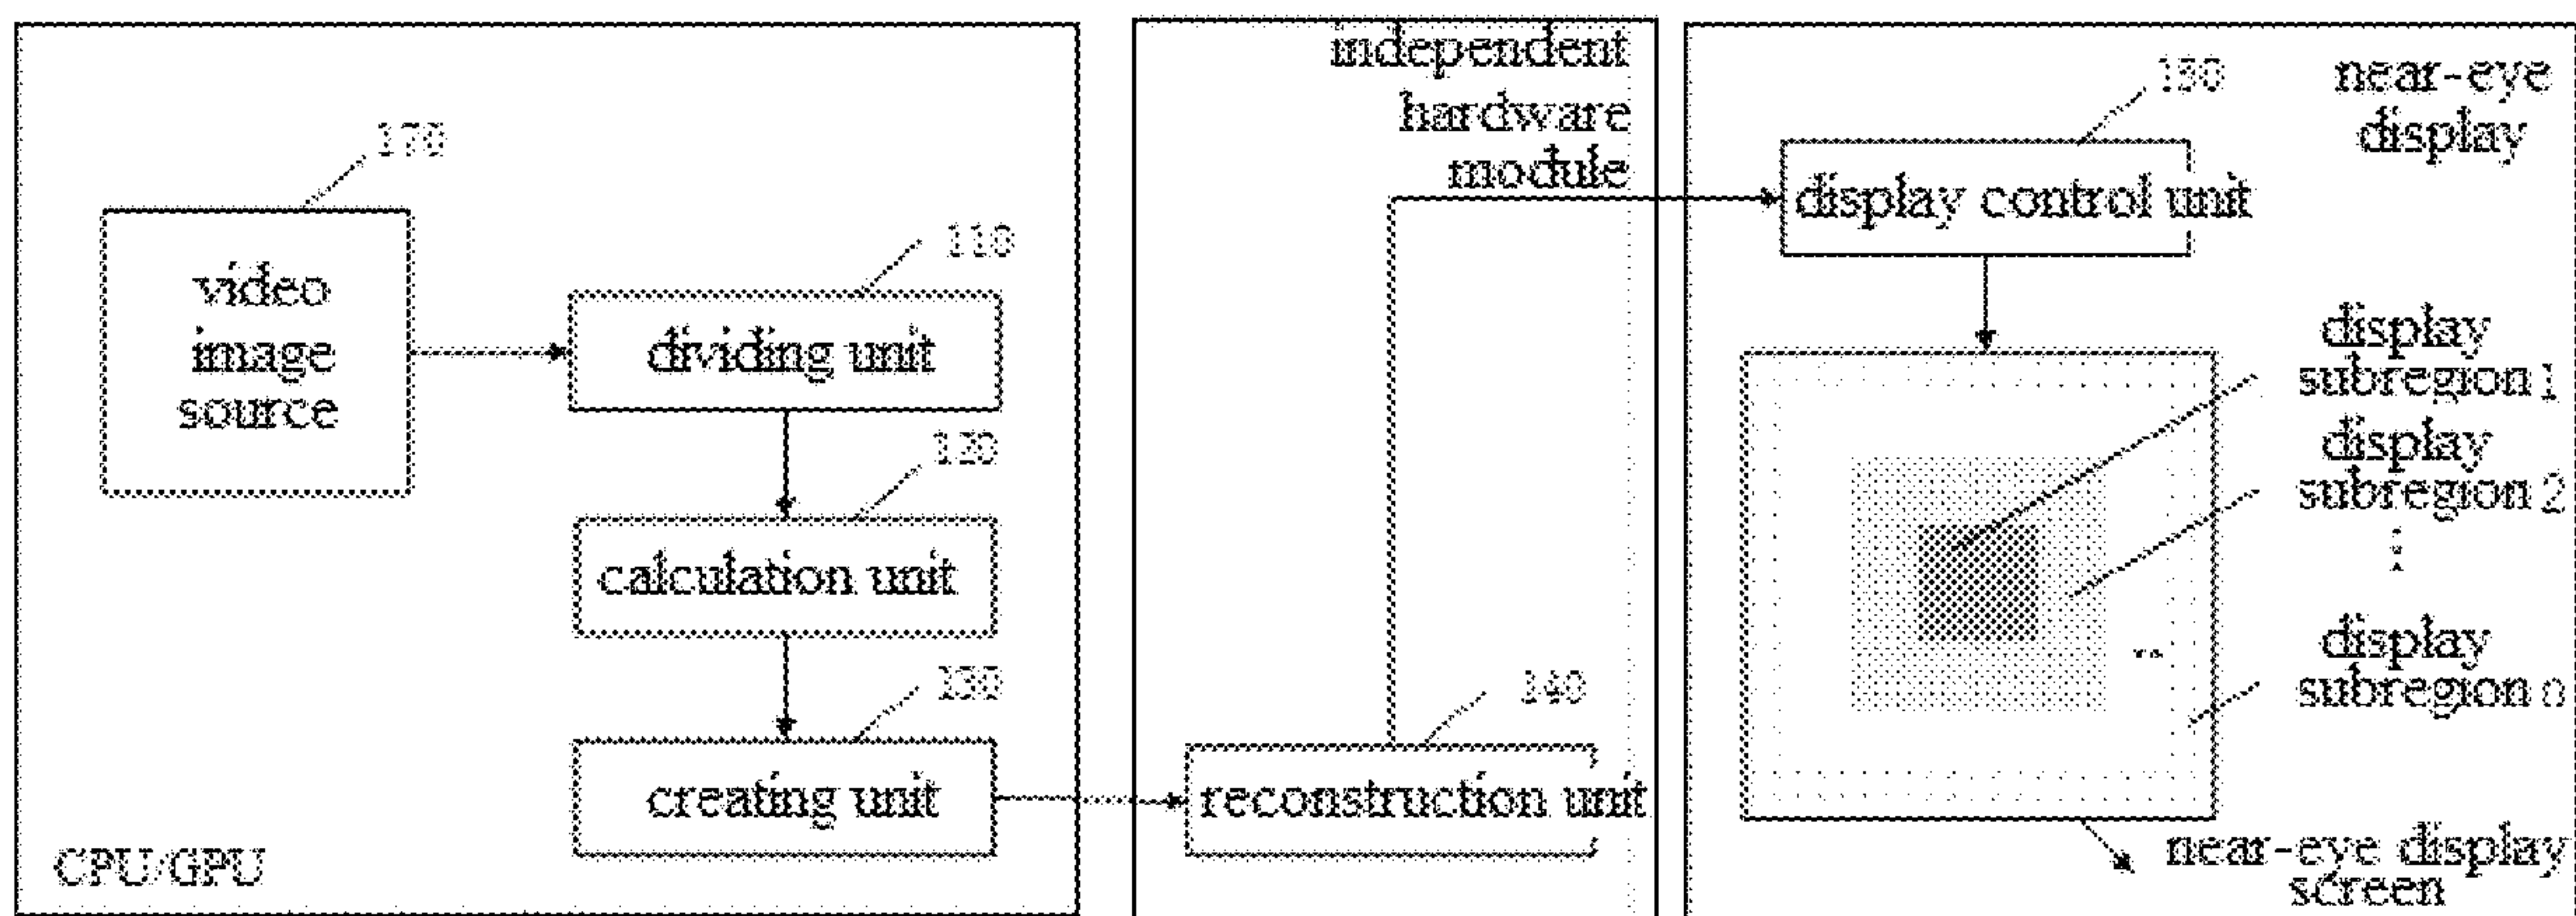 CPU/GPU
170
video
image
source
110
dividing unit
120
calculation unit
130
creating unit
independent
hardware
module
140
reconstruction unit
near-eye
display
150
display control unit
display
subregion 1
display
subregion 2
⋮
display
subregion
...
near-eye display
screen